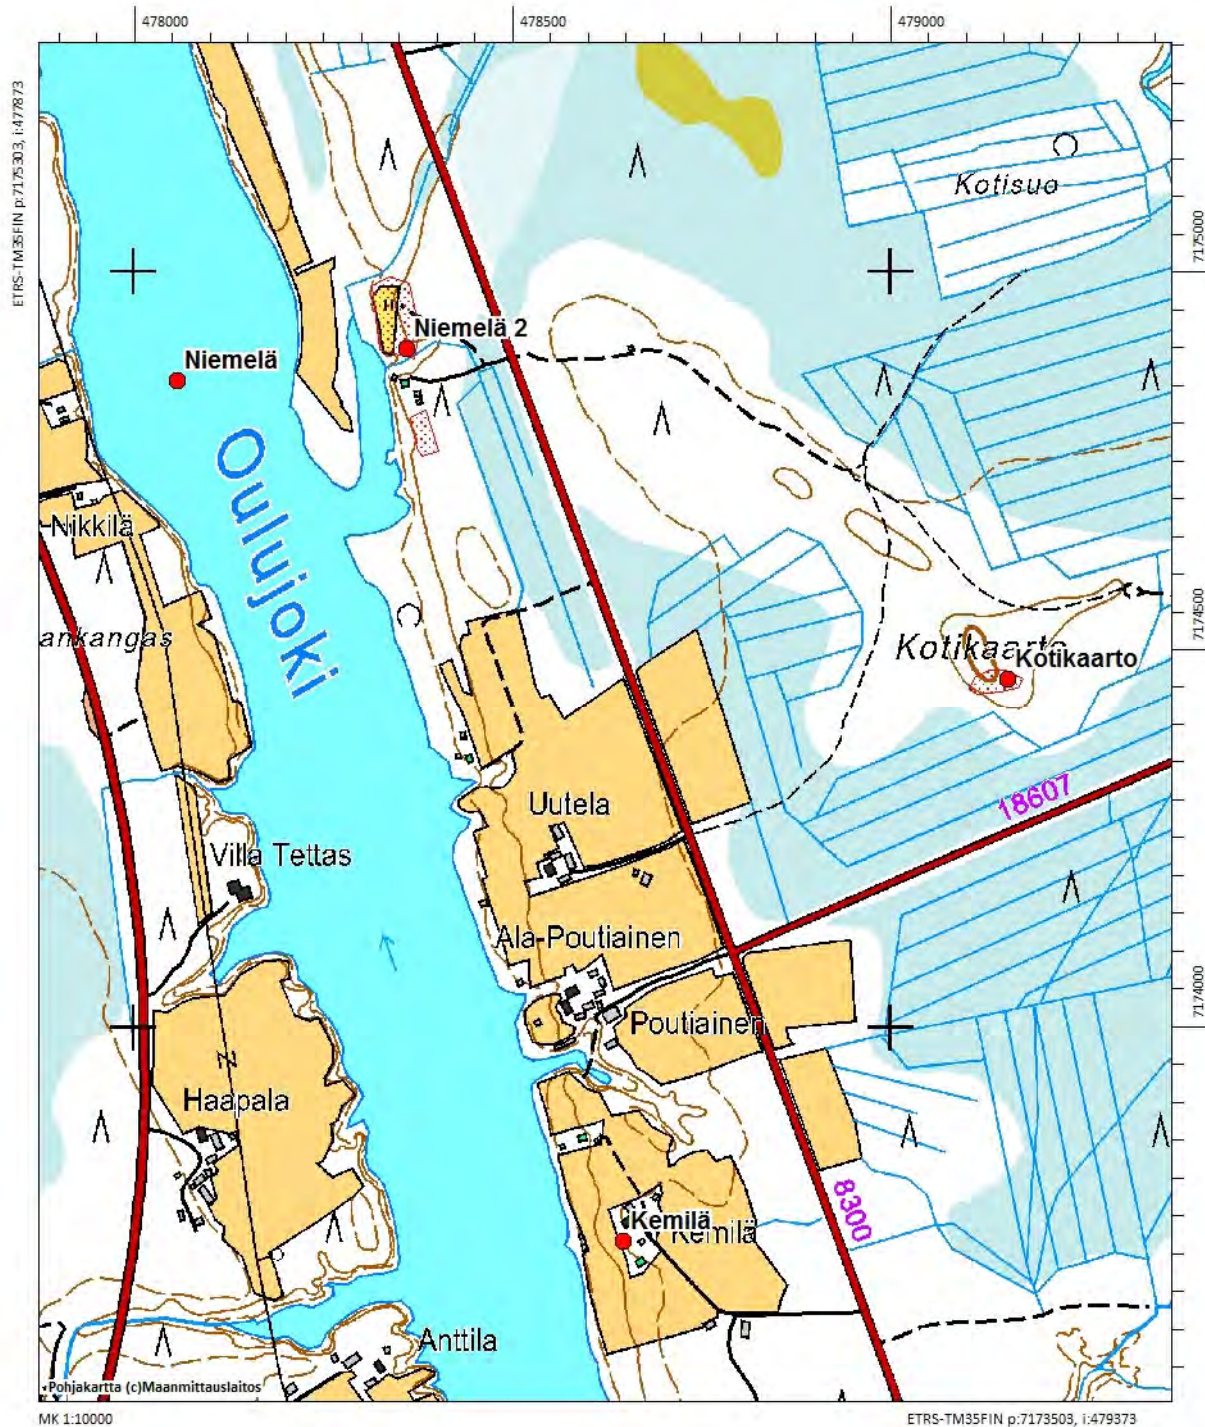 478000
478500
479000
ETRS-TM35FIN p:7175303, i:477873
Kotisuo
7175000
Niemelä 2
Niemelä
Oulujoki
Nikkilä
7174500
ankangas
Kotikaarto
Kotikaarto
18607
Uutela
Villa Tettas
Ala-Poutiainen
7174000
Poutiainen
Haapala
8300
Kemilä
Kemilä
Anttila
Pohjakartta (c)Maanmittauslaitos
MK 1:10000
ETRS-TM35FIN p:7173503, i:479373